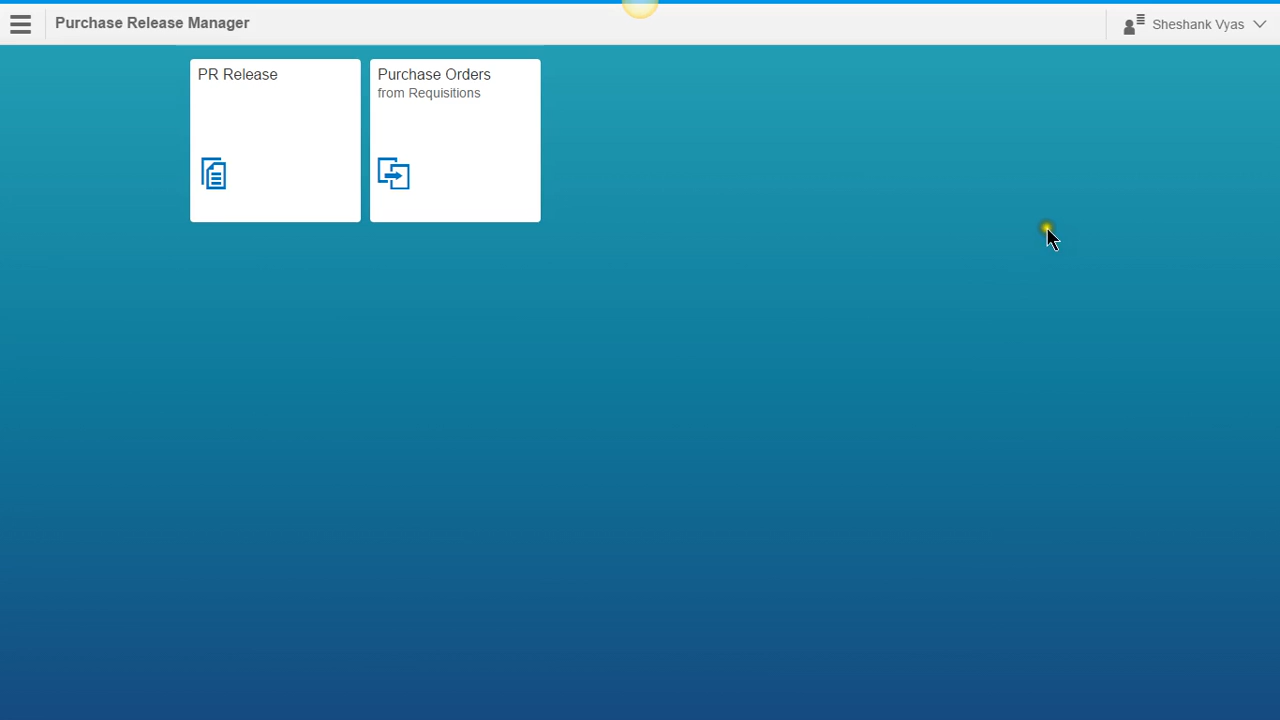 Purchase Release Manager
Sheshank Vyas
PR Release
Purchase Orders
from Requisitions